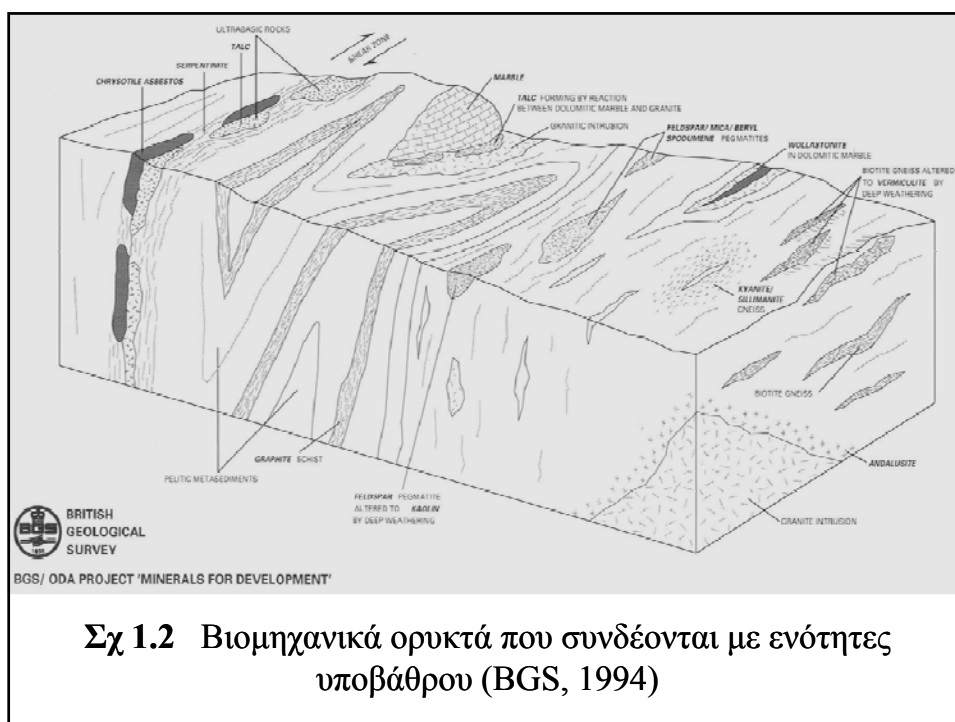 ULTRABASIC ROCKS
TALC
SERPENTINITE
CHRYSOTILE ASBESTOS
SHEAR ZONE
MARBLE
TALC FORMING BY REACTION
BETWEEN DOLOMITIC MARBLE AND GRANITE
GRANITIC INTRUSION
FELDSPAR/ MICA/ BERYL
SPODUMENE PEGMATITES
WOLLASTONITE
IN DOLOMITIC MARBLE
BIOTITE GNEISS ALTERED
TO VERMICULITE BY
DEEP WEATHERING
KYANITE/
SILLIMANITE
GNEISS
BIOTITE GNEISS
ANDALUSITE
GRANITE INTRUSION
GRAPHITE SCHIST
PELITIC METASEDIMENTS
FELDSPAR PEGMATITE
ALTERED TO KAOLIN
BY DEEP WEATHERING
BGS
BRITISH
GEOLOGICAL
SURVEY
BGS/ ODA PROJECT 'MINERALS FOR DEVELOPMENT'
Σχ 1.2 Βιομηχανικά ορυκτά που συνδέονται με ενότητες
υποβάθρου (BGS, 1994)